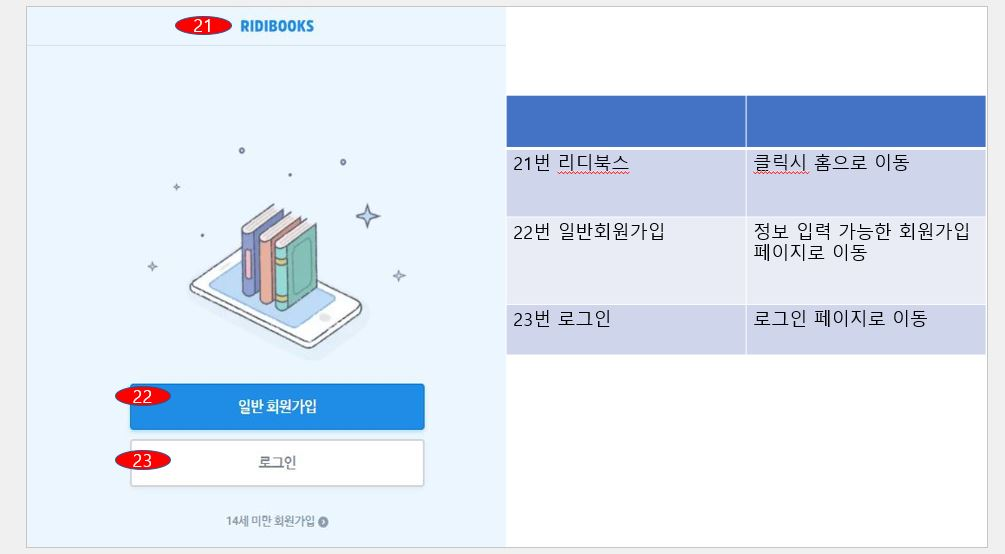 21 RIDIBOOKS
22 일반 회원가입
23 로그인
14세 미만 회원가입
21번 리디북스 클릭시 홈으로 이동
22번 일반회원가입 정보 입력 가능한 회원가입
페이지로 이동
23번 로그인 로그인 페이지로 이동